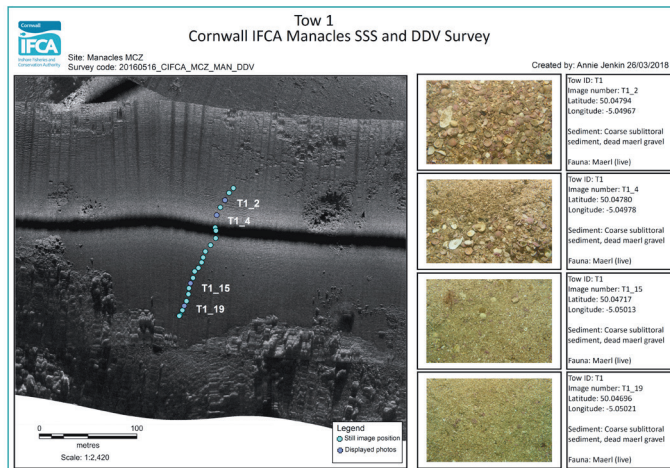 Tow 1
Cornwall IFCA Manacles SSS and DDV Survey
Cornwall
IFCA
Inshore Fisheries and
Conservation Authority
Site: Manacles MCZ
Survey code: 20160516_CIFCA_MCZ_MAN_DDV
Created by: Annie Jenkin 26/03/2018
T1_2
T1_4
T1_15
T1_19
0
100
metres
Scale: 1:2,420
Legend
Still image position
Displayed photos
Tow ID: T1
Image number: T1_2
Latitude: 50.04794
Longitude: -5.04967
Sediment: Coarse sublittoral
sediment, dead maerl gravel
Fauna: Maerl (live)
Tow ID: T1
Image number: T1_4
Latitude: 50.04780
Longitude: -5.04978
Sediment: Coarse sublittoral
sediment, dead maerl gravel
Fauna: Maerl (live)
Tow ID: T1
Image number: T1_15
Latitude: 50.04717
Longitude: -5.05013
Sediment: Coarse sublittoral
sediment, dead maerl gravel
Fauna: Maerl (live)
Tow ID: T1
Image number: T1_19
Latitude: 50.04696
Longitude: -5.05021
Sediment: Coarse sublittoral
sediment, dead maerl gravel
Fauna: Maerl (live)